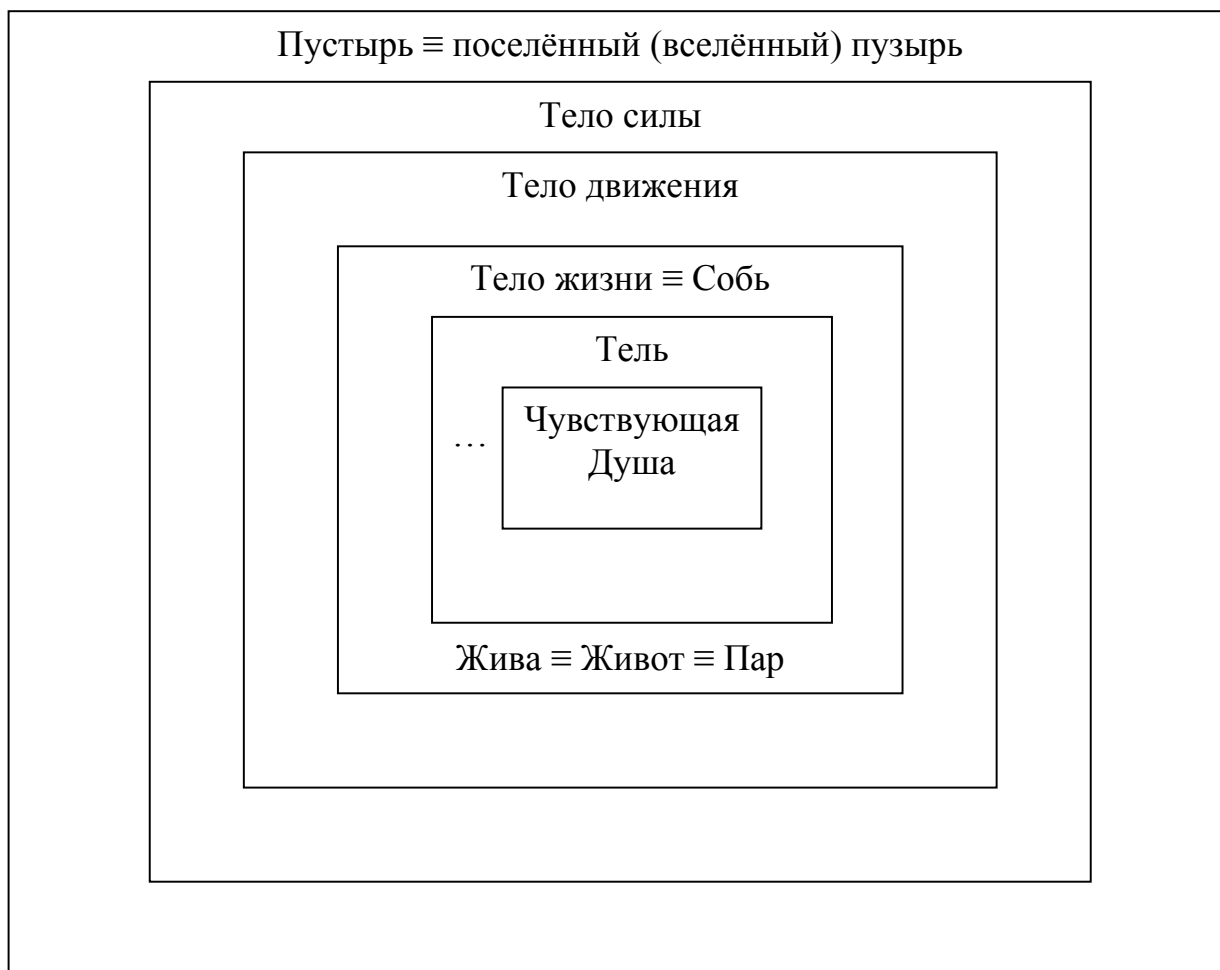 Пустырь ≡ поселённый (вселённый) пузырь
Тело силы
Тело движения
Тело жизни ≡ Собь
Тель
… Чувствующая
Душа
Жива ≡ Живот ≡ Пар